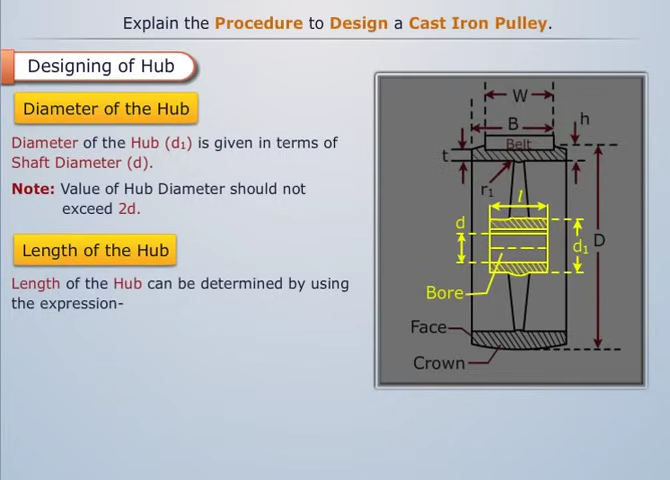 Explain the Procedure to Design a Cast Iron Pulley.
Designing of Hub
Diameter of the Hub
Diameter of the Hub (d₁) is given in terms of
Shaft Diameter (d).
Note: Value of Hub Diameter should not
exceed 2d.
Length of the Hub
Length of the Hub can be determined by using
the expression-
W
h
B
Belt
t
r₁
l
d
d₁
D
Bore
Face
Crown